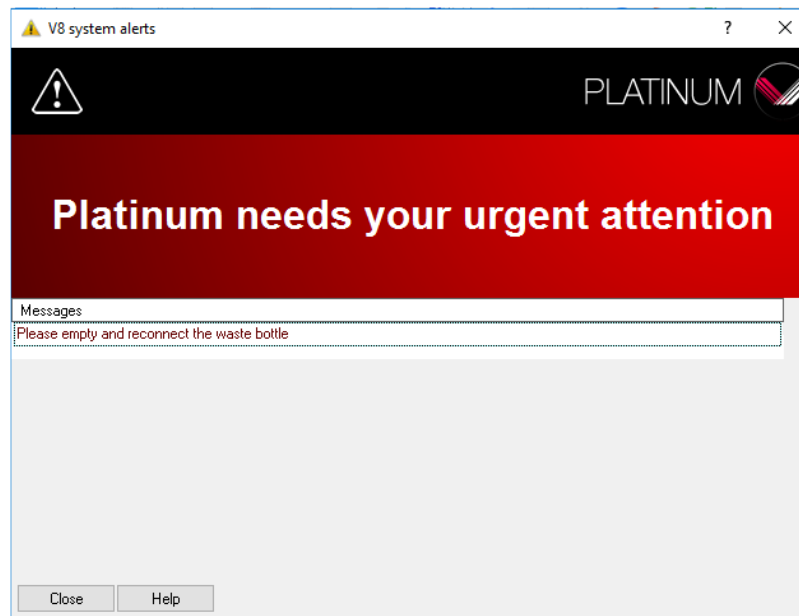 V8 system alerts
PLATINUM
Platinum needs your urgent attention
Messages
Please empty and reconnect the waste bottle
Close
Help